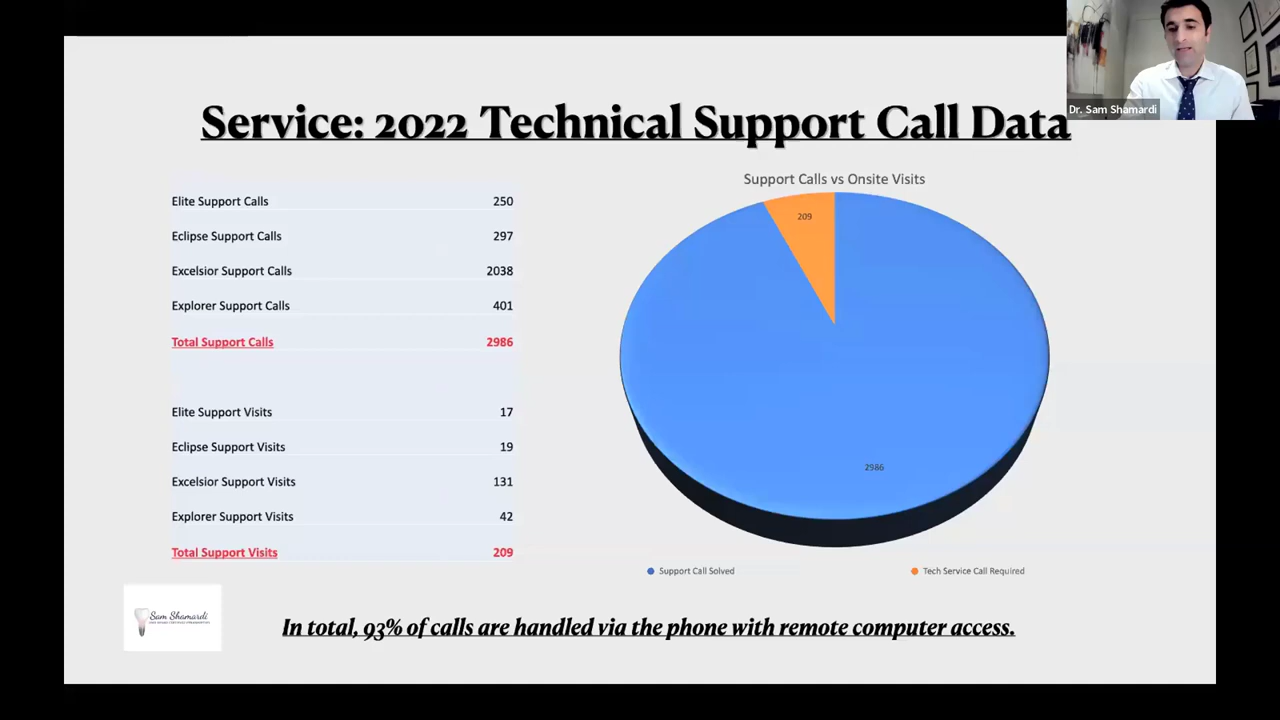 Dr. Sam Shamardi
Service: 2022 Technical Support Call Data
Elite Support Calls 250
Eclipse Support Calls 297
Excelsior Support Calls 2038
Explorer Support Calls 401
Total Support Calls 2986
Elite Support Visits 17
Eclipse Support Visits 19
Excelsior Support Visits 131
Explorer Support Visits 42
Total Support Visits 209
Support Calls vs Onsite Visits
209
2986
Support Call Solved
Tech Service Call Required
Sam Shamardi
In total, 93% of calls are handled via the phone with remote computer access.